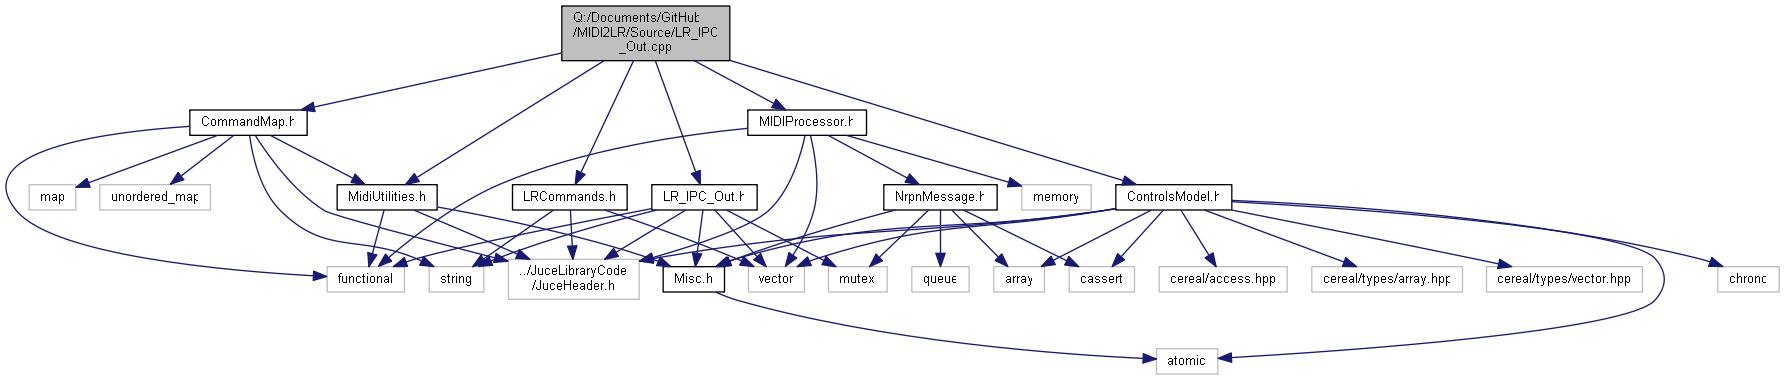 Q:/Documents/GitHub
/MIDI2LR/Source/LR_IPC
_Out.cpp
CommandMap.h
MIDIProcessor.h
map
unordered_map
MidiUtilities.h
LRCommands.h
LR_IPC_Out.h
NrpnMessage.h
memory
ControlsModel.h
functional
string
../JuceLibraryCode
/JuceHeader.h
Misc.h
vector
mutex
queue
array
cassert
cereal/access.hpp
cereal/types/array.hpp
cereal/types/vector.hpp
chrono
atomic